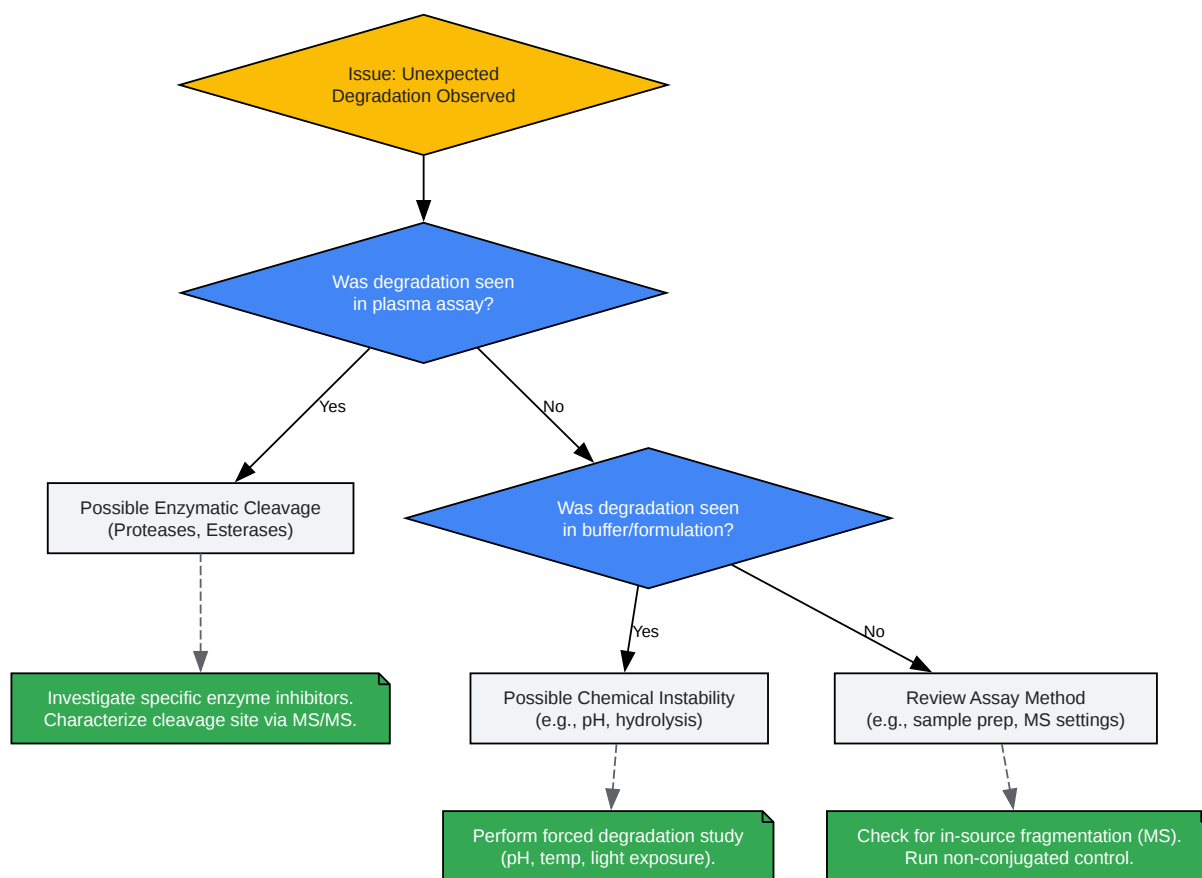 Issue: Unexpected
Degradation Observed
Was degradation seen
in plasma assay?
Yes
No
Possible Enzymatic Cleavage
(Proteases, Esterases)
Was degradation seen
in buffer/formulation?
Yes
No
Investigate specific enzyme inhibitors.
Characterize cleavage site via MS/MS.
Possible Chemical Instability
(e.g., pH, hydrolysis)
Review Assay Method
(e.g., sample prep, MS settings)
Perform forced degradation study
(pH, temp, light exposure).
Check for in-source fragmentation (MS).
Run non-conjugated control.